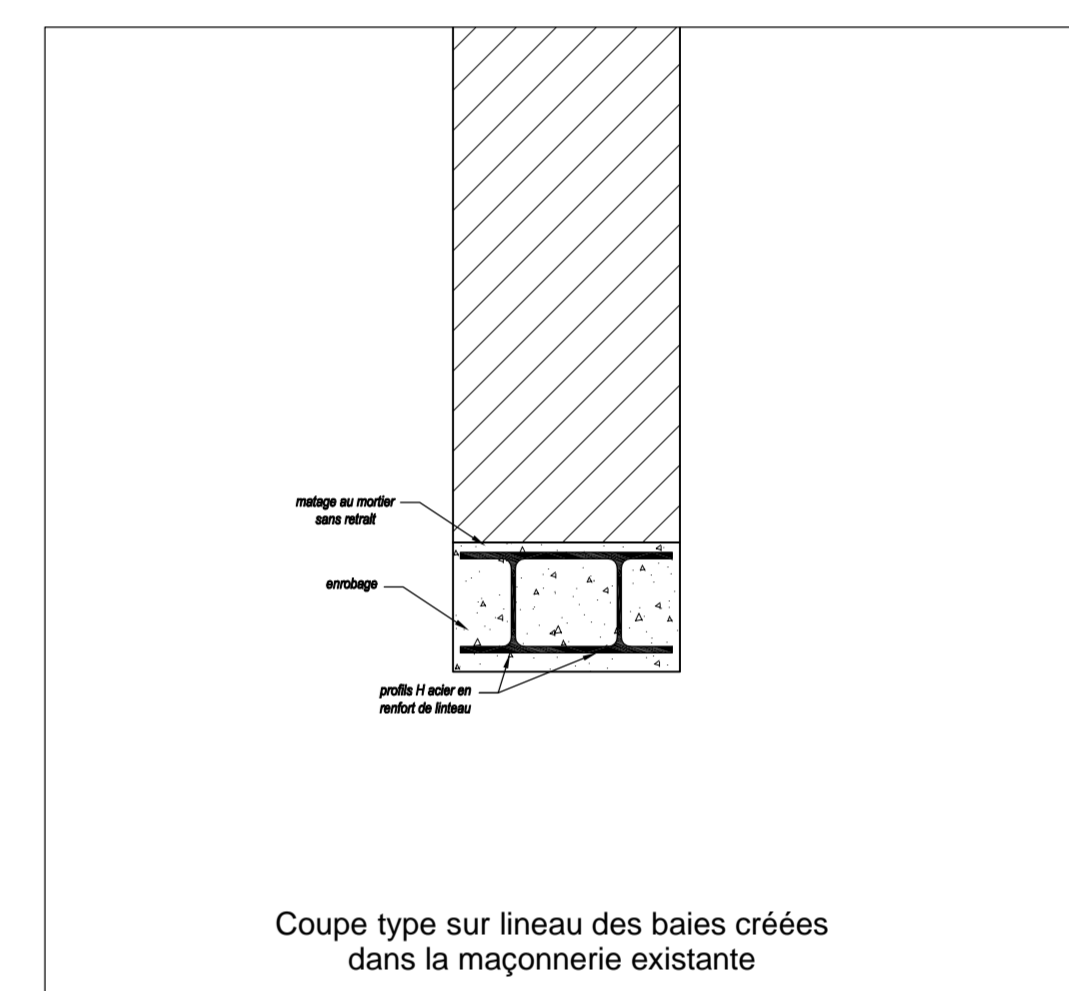 matage au mortier
sans retrait
enrobage
profils H acier en
renfort de linteau
Coupe type sur lineau des baies créées
dans la maçonnerie existante